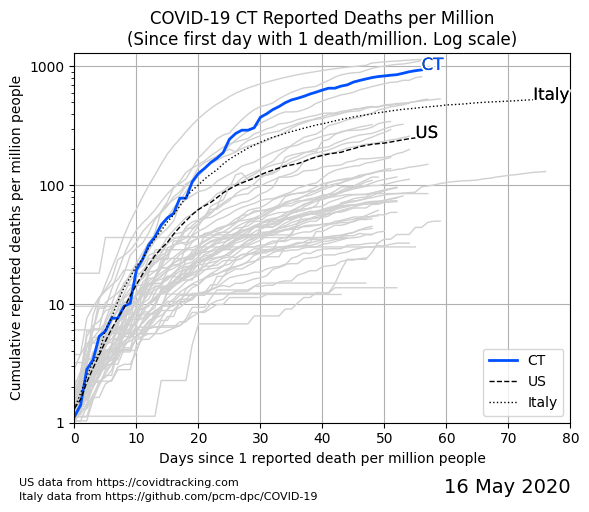 COVID-19 CT Reported Deaths per Million
(Since first day with 1 death/million. Log scale)
Cumulative reported deaths per million people
1000
100
10
1
CT
Italy
US
CT
US
Italy
0 10 20 30 40 50 60 70 80
Days since 1 reported death per million people
US data from https://covidtracking.com
Italy data from https://github.com/pcm-dpc/COVID-19
16 May 2020